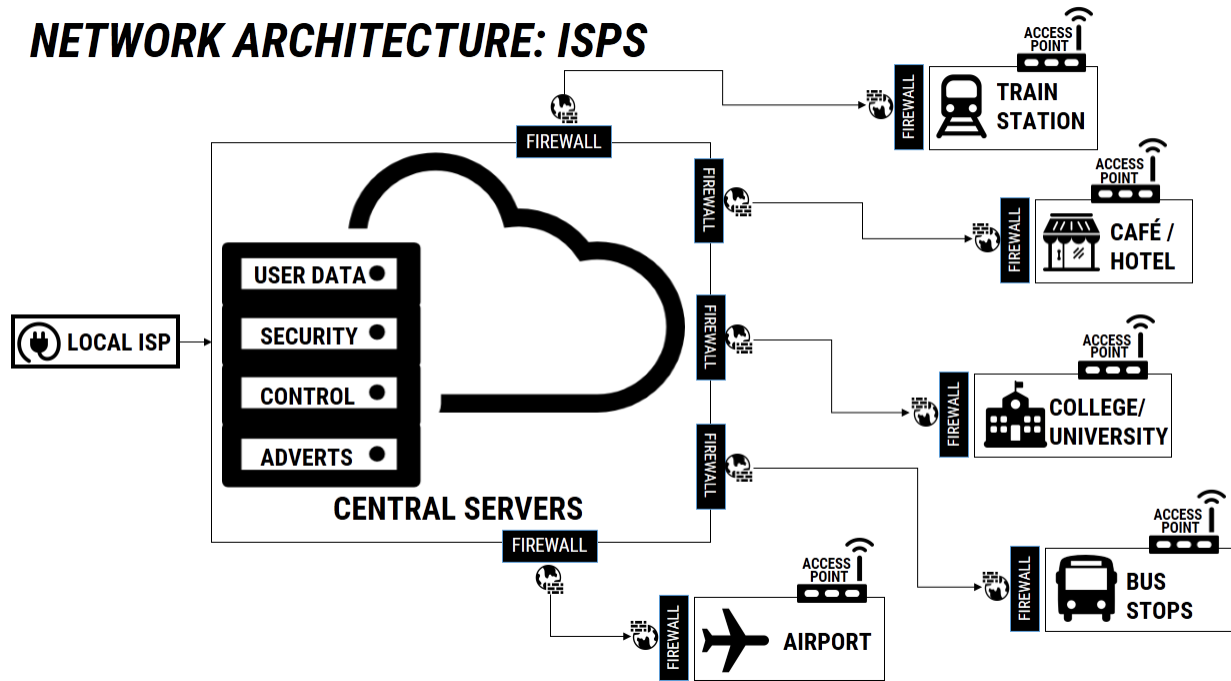 NETWORK ARCHITECTURE: ISPS
ACCESS
POINT
FIREWALL
TRAIN
STATION
FIREWALL
ACCESS
POINT
FIREWALL
FIREWALL
CAFÉ /
HOTEL
USER DATA
SECURITY
CONTROL
ADVERTS
LOCAL ISP
CENTRAL SERVERS
FIREWALL
ACCESS
POINT
FIREWALL
COLLEGE/
UNIVERSITY
FIREWALL
ACCESS
POINT
FIREWALL
BUS
STOPS
FIREWALL
ACCESS
POINT
FIREWALL
AIRPORT